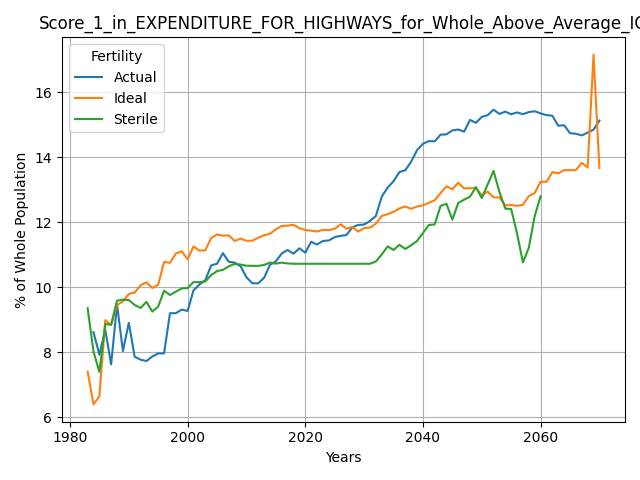 Score_1_in_EXPENDITURE_FOR_HIGHWAYS_for_Whole_Above_Average_IQ
Fertility
Actual
Ideal
Sterile
% of Whole Population
16
14
12
10
8
6
1980
2000
2020
2040
2060
Years